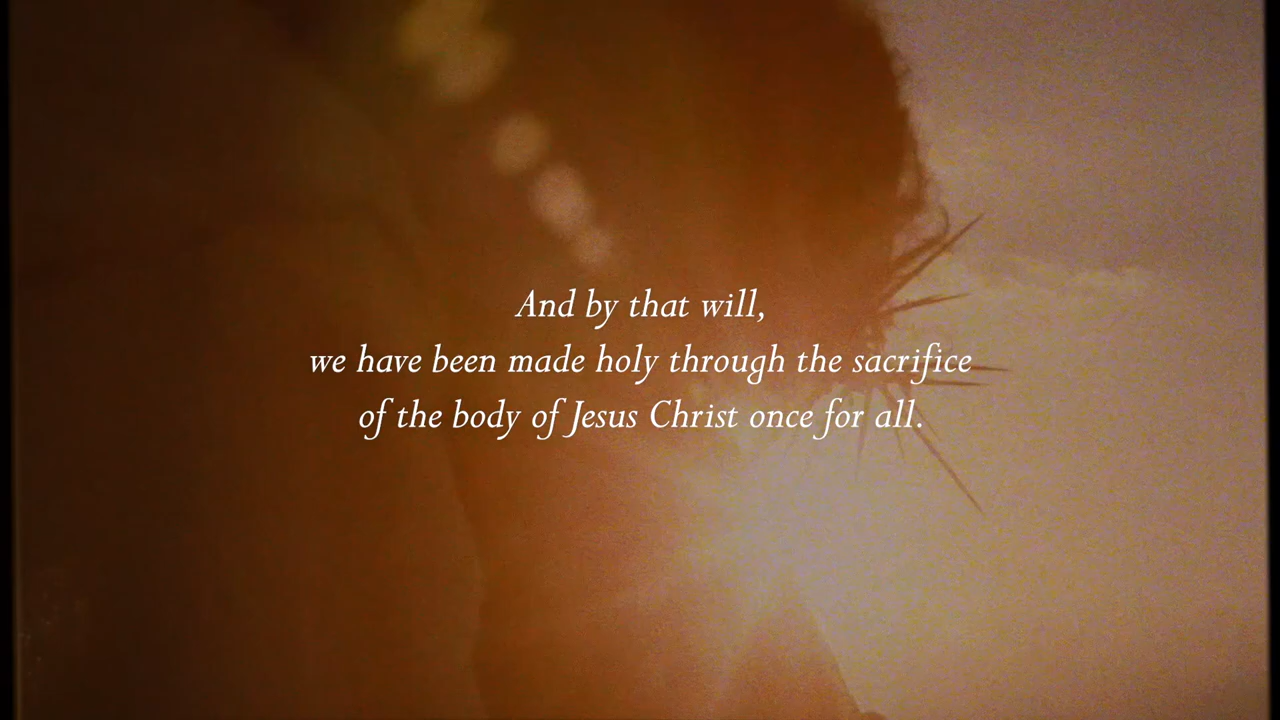 And by that will,
we have been made holy through the sacrifice
of the body of Jesus Christ once for all.